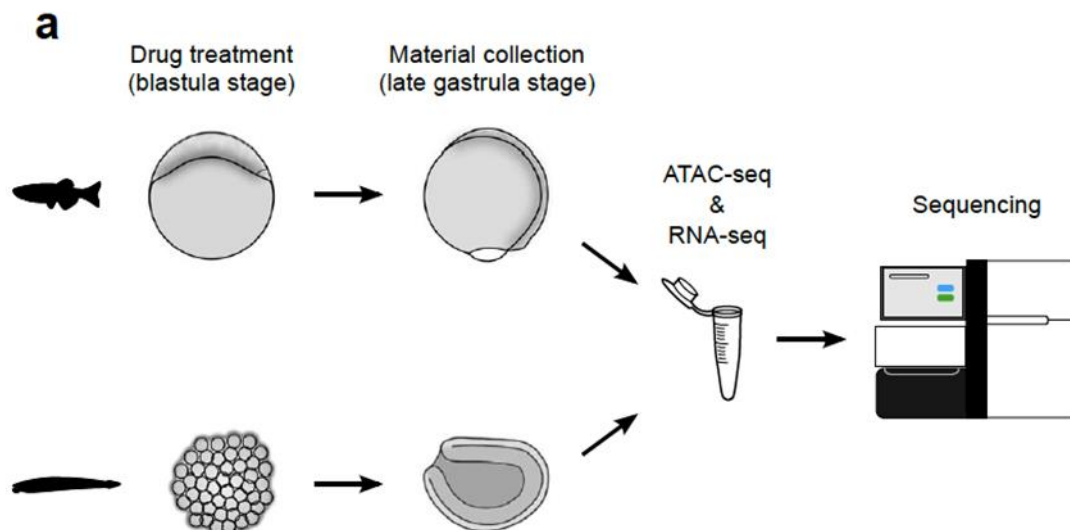 a
Drug treatment
(blastula stage)
Material collection
(late gastrula stage)
ATAC-seq
&
RNA-seq
Sequencing